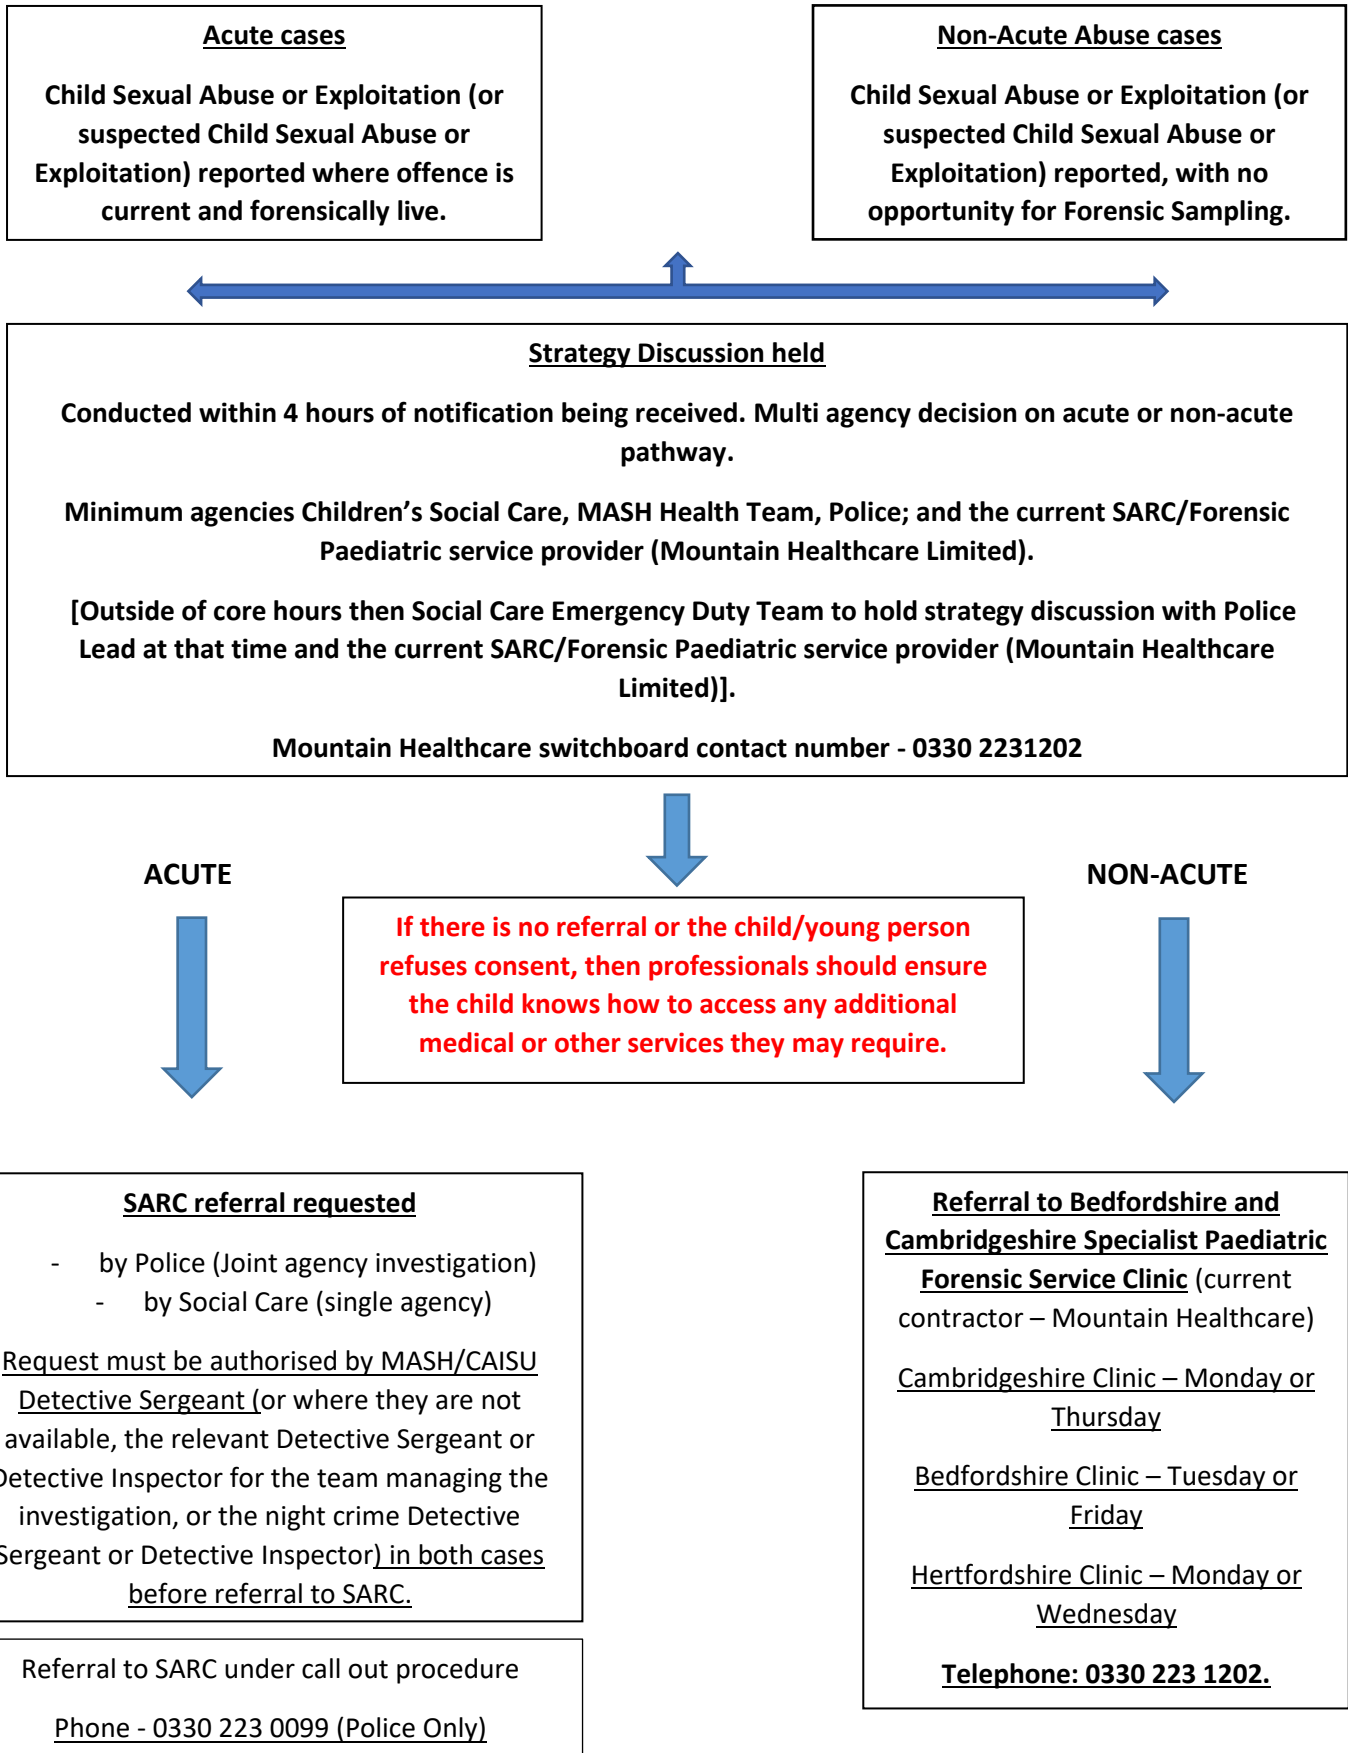 Acute cases
Child Sexual Abuse or Exploitation (or
suspected Child Sexual Abuse or
Exploitation) reported where offence is
current and forensically live.
Non-Acute Abuse cases
Child Sexual Abuse or Exploitation (or
suspected Child Sexual Abuse or
Exploitation) reported, with no
opportunity for Forensic Sampling.
Strategy Discussion held
Conducted within 4 hours of notification being received. Multi agency decision on acute or non-acute
pathway.
Minimum agencies Children’s Social Care, MASH Health Team, Police; and the current SARC/Forensic
Paediatric service provider (Mountain Healthcare Limited).
[Outside of core hours then Social Care Emergency Duty Team to hold strategy discussion with Police
Lead at that time and the current SARC/Forensic Paediatric service provider (Mountain Healthcare
Limited)].
Mountain Healthcare switchboard contact number - 0330 2231202
ACUTE
NON-ACUTE
If there is no referral or the child/young person
refuses consent, then professionals should ensure
the child knows how to access any additional
medical or other services they may require.
SARC referral requested
- by Police (Joint agency investigation)
- by Social Care (single agency)
Request must be authorised by MASH/CAISU
Detective Sergeant (or where they are not
available, the relevant Detective Sergeant or
Detective Inspector for the team managing the
investigation, or the night crime Detective
Sergeant or Detective Inspector) in both cases
before referral to SARC.
Referral to SARC under call out procedure
Phone - 0330 223 0099 (Police Only)
Referral to Bedfordshire and
Cambridgeshire Specialist Paediatric
Forensic Service Clinic (current
contractor – Mountain Healthcare)
Cambridgeshire Clinic – Monday or
Thursday
Bedfordshire Clinic – Tuesday or
Friday
Hertfordshire Clinic – Monday or
Wednesday
Telephone: 0330 223 1202.